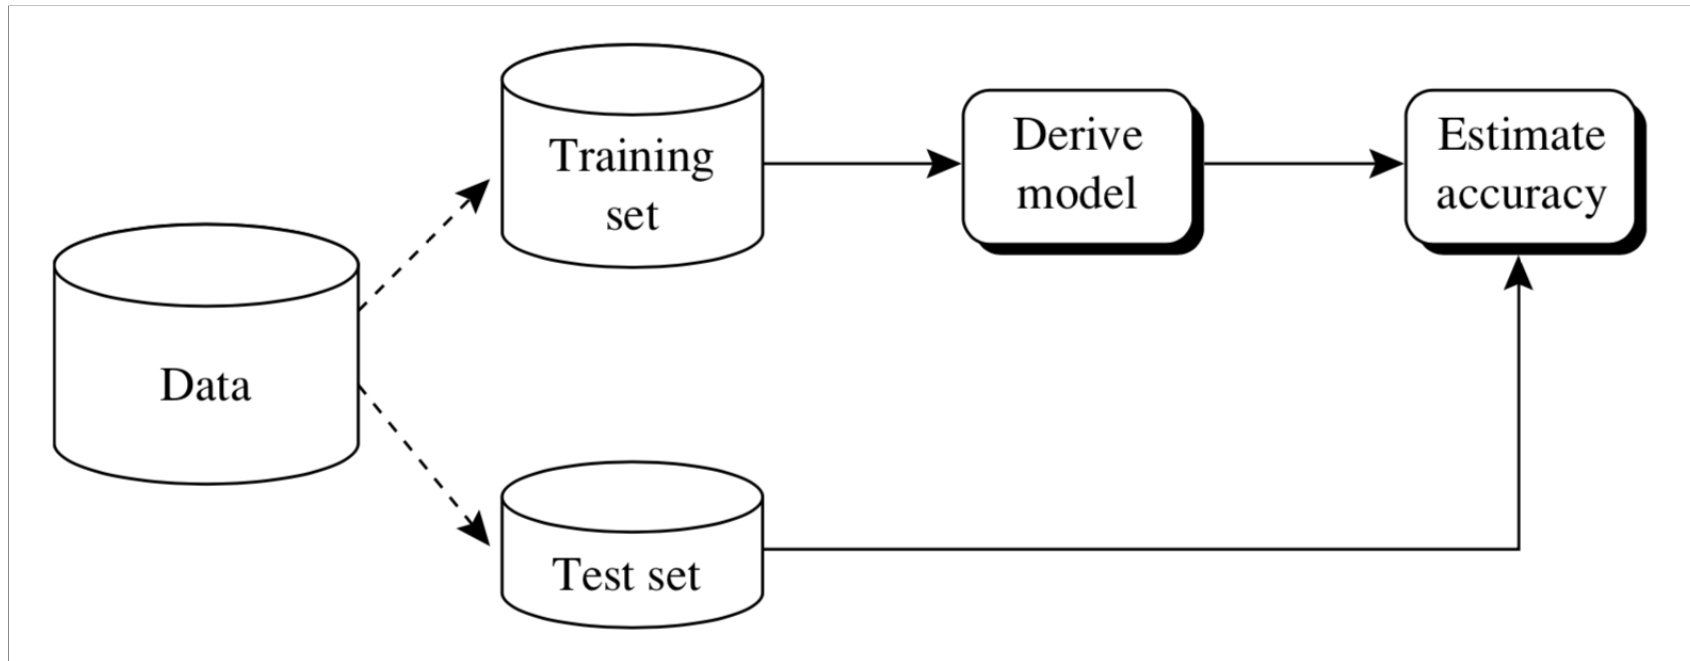 Data
Training
set
Test set
Derive
model
Estimate
accuracy